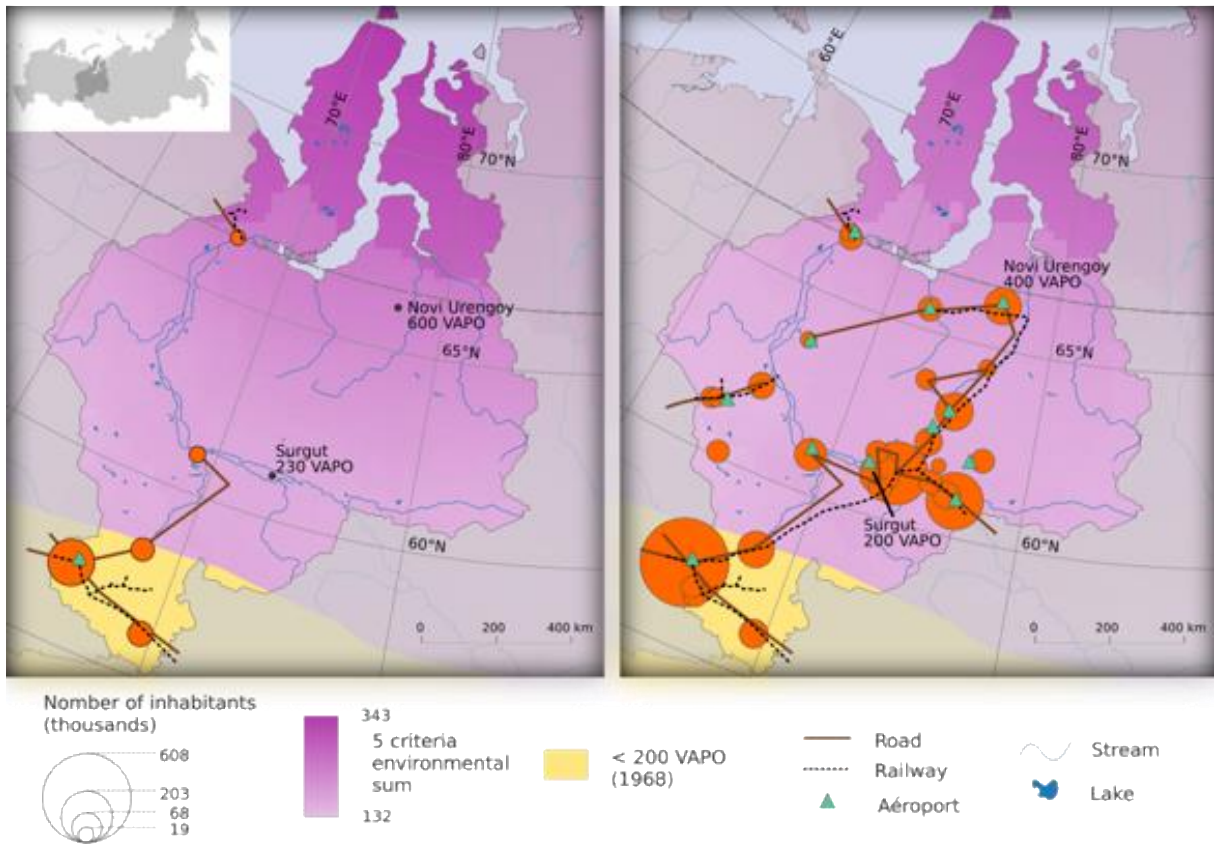 60°E
70°E
80°E
70°N
Novi Urengoy
600 VAPO
65°N
Surgut
230 VAPO
60°N
0 200 400 km
70°E
80°E
70°N
Novi Urengoy
400 VAPO
65°N
Surgut
200 VAPO
60°N
0 200 400 km
Nomber of inhabitants
(thousands)
608
203
68
19
343
5 criteria
environmental
sum
132
< 200 VAPO
(1968)
Road
Railway
Aéroport
Stream
Lake